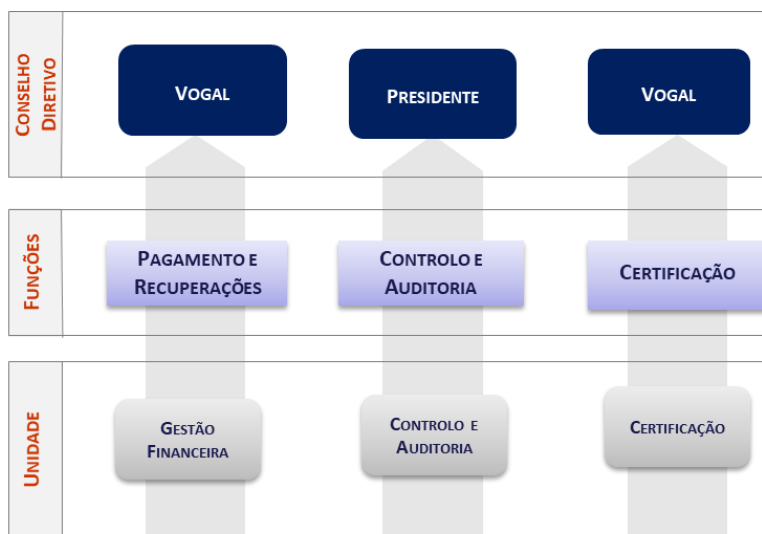 CONSELHO
DIRETIVO
VOGAL
PRESIDENTE
VOGAL
FUNÇÕES
PAGAMENTO E
RECUPERAÇÕES
CONTROLO E
AUDITORIA
CERTIFICAÇÃO
UNIDADE
GESTÃO
FINANCEIRA
CONTROLO E
AUDITORIA
CERTIFICAÇÃO